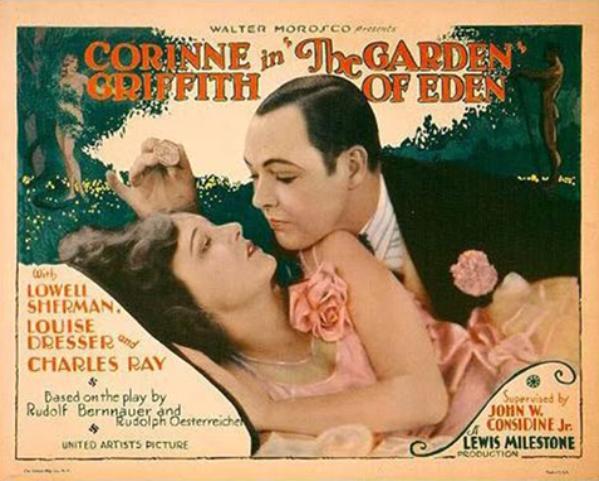 WALTER MOROSCO Presents
CORINNE GRIFFITH in "The GARDEN OF EDEN"
With
LOWELL
SHERMAN,
LOUISE
DRESSER and
CHARLES RAY
Based on the play by
Rudolf Bernnauer and
Rudolph Oesterreicher
UNITED ARTISTS PICTURE
Supervised by
JOHN W.
CONSIDINE Jr.
A
LEWIS MILESTONE
PRODUCTION